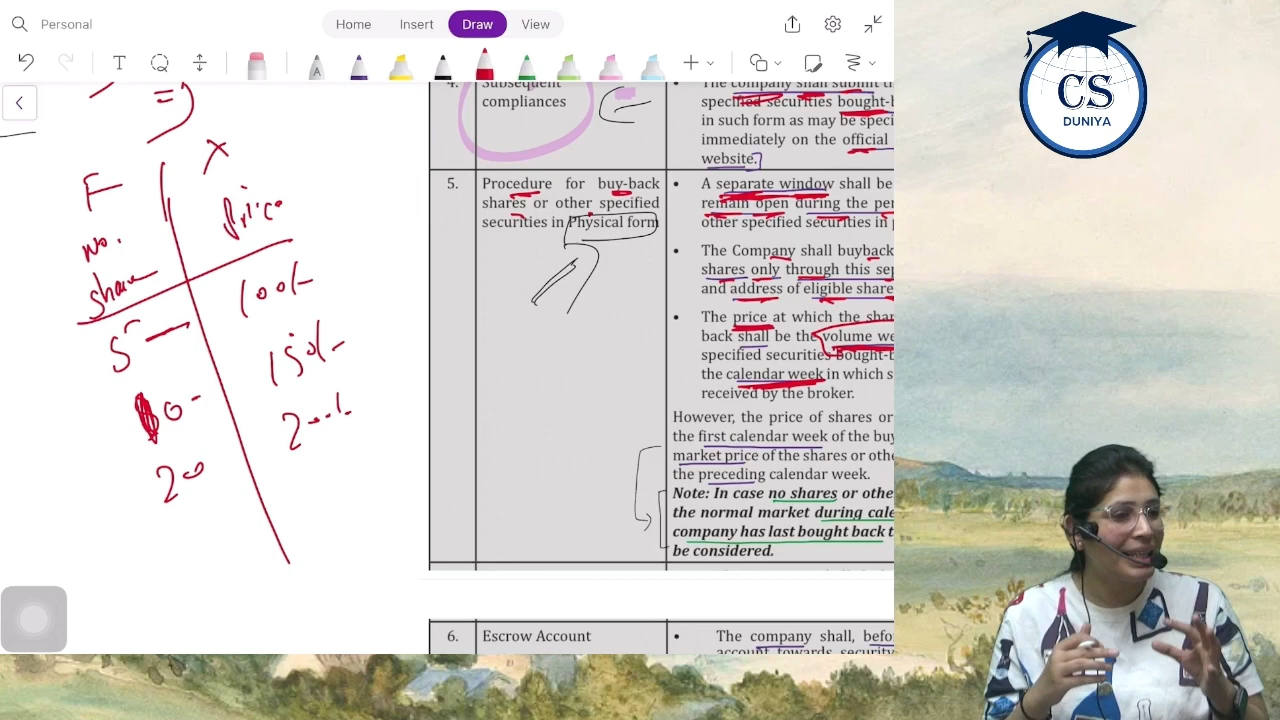 Personal
Home Insert Draw View
T
A
4. Subsequent
compliances
The company shall submit t
specified securities bought-b
in such form as may be speci
immediately on the official
website.
5. Procedure for buy-back
shares or other specified
securities in Physical form
A separate window shall be
remain open during the per
other specified securities in p
The Company shall buyback
shares only through this sep
and address of eligible share
The price at which the shar
back shall be the volume we
specified securities bought-b
the calendar week in which s
received by the broker.
However, the price of shares or
the first calendar week of the buy
market price of the shares or othe
the preceding calendar week.
Note: In case no shares or othe
the normal market during cale
company has last bought back t
be considered.
6. Escrow Account
The company shall, befo
account towards security
X
F
no.
share
Price
5 100/-
150/-
20 200/-
CS
DUNIYA